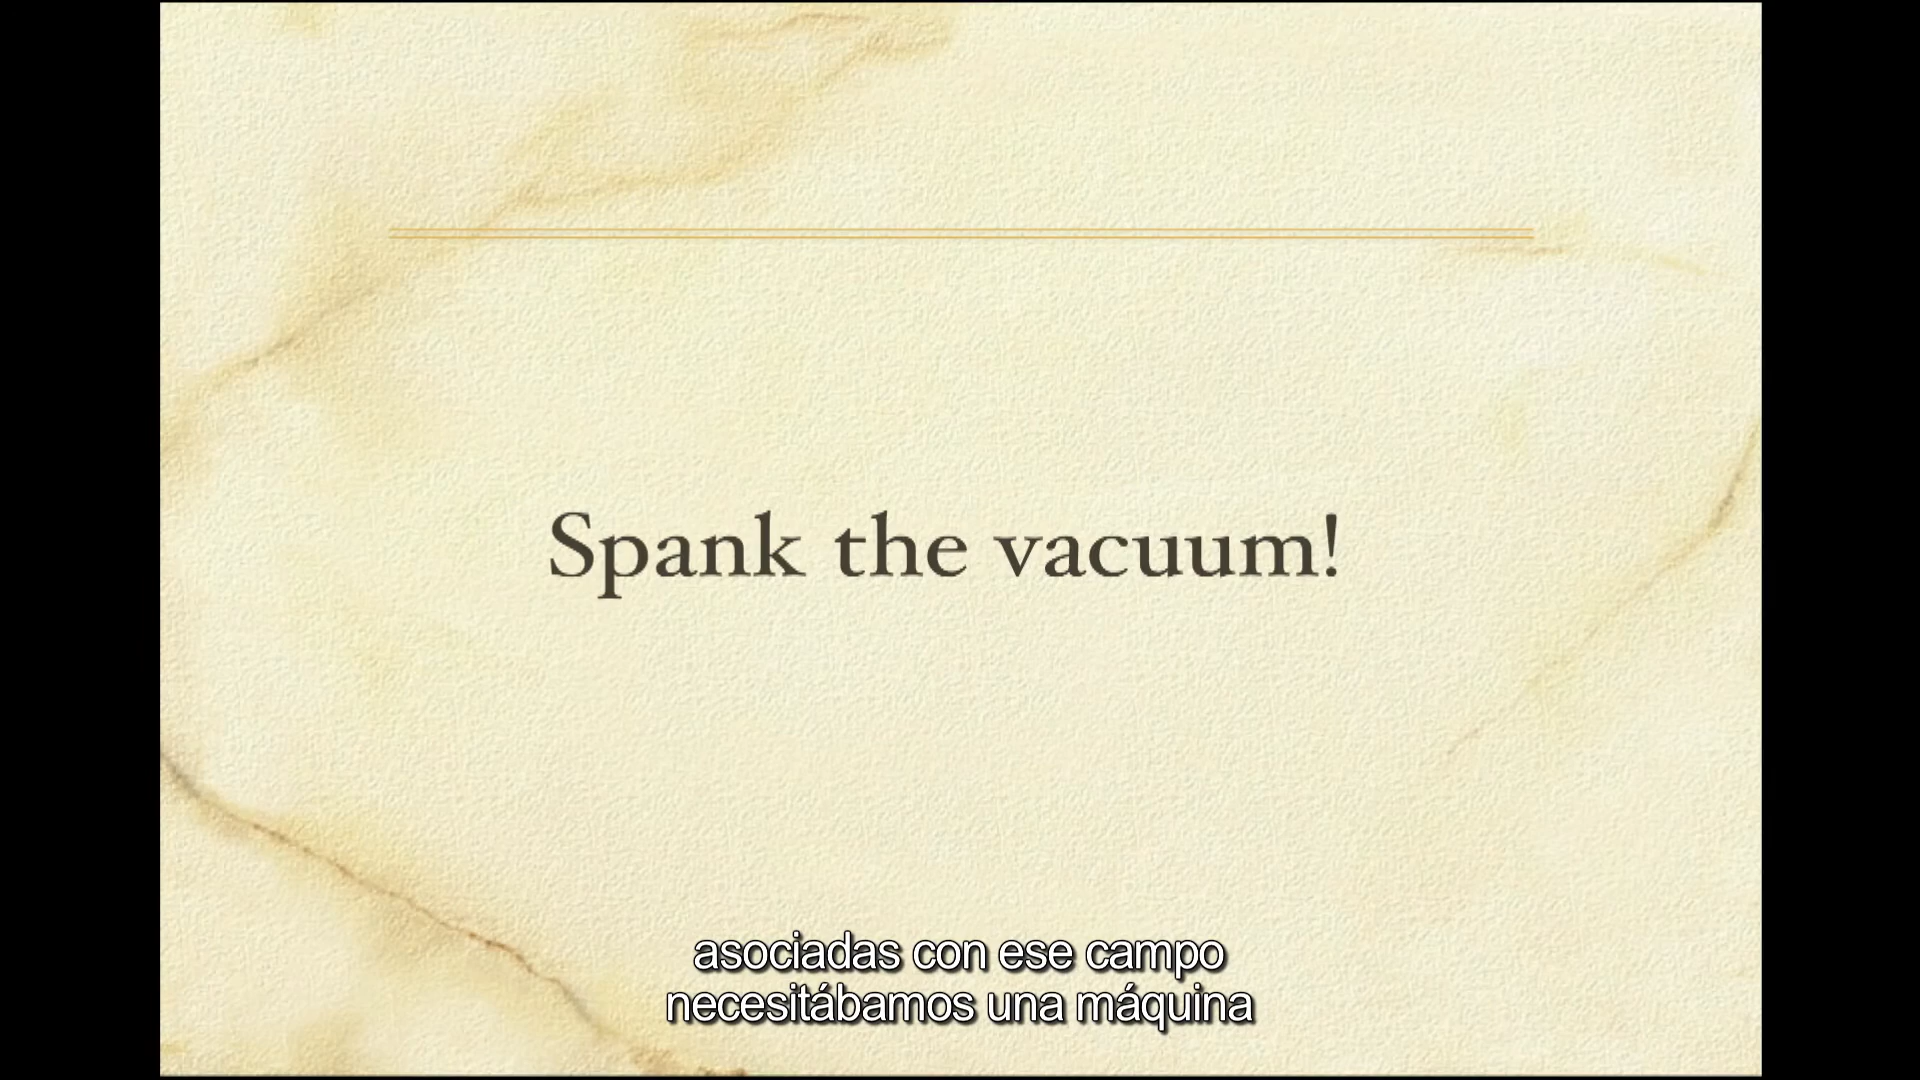 Spank the vacuum!
asociadas con ese campo
necesitábamos una máquina